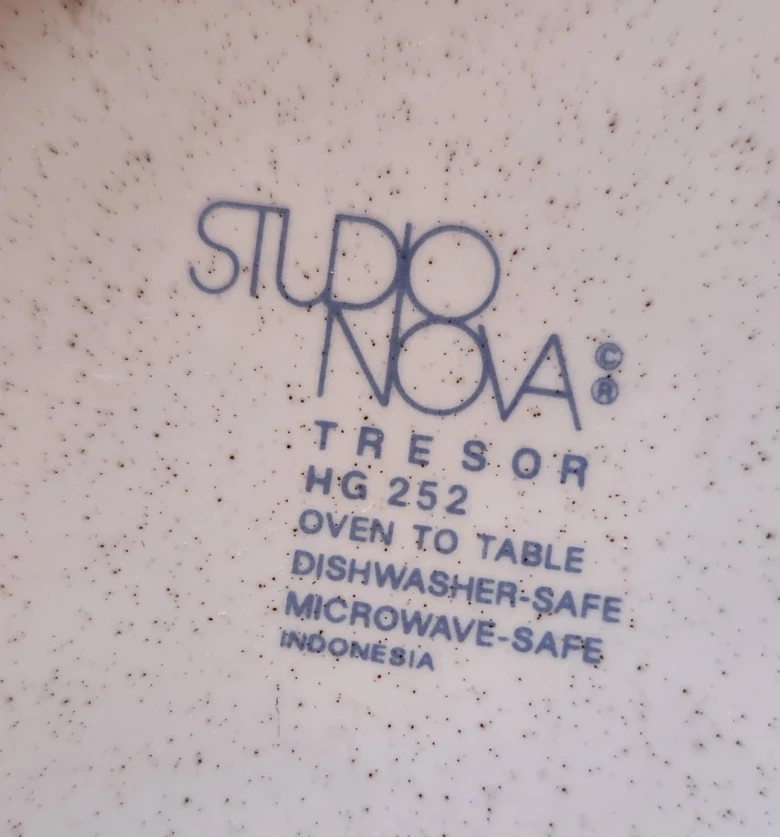 STUDIO
NOVA © ®
TRESOR
HG 252
OVEN TO TABLE
DISHWASHER-SAFE
MICROWAVE-SAFE
INDONESIA